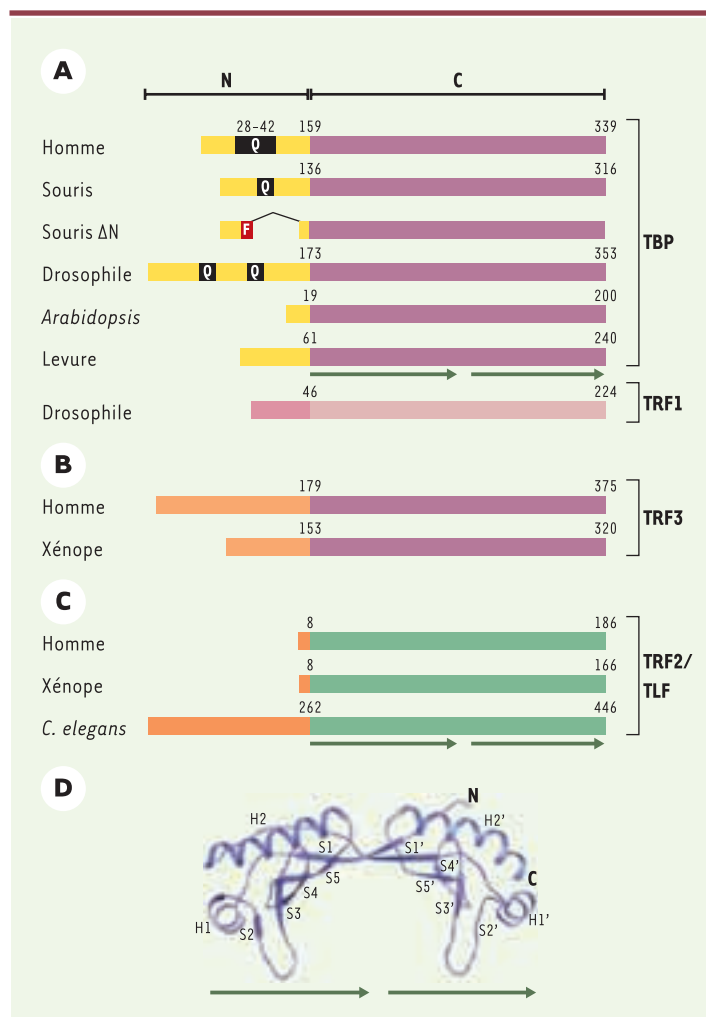 A
N C
28–42 159 339
Homme Q
136 316
Souris Q
Souris ΔN F
TBP
173 353
Drosophile Q Q
19 200
Arabidopsis
61 240
Levure
46 224
Drosophile TRF1
B
179 375
Homme
TRF3
153 320
Xénope
C
8 186
Homme
8 166
TRF2/
Xénope
TLF
262 446
C. elegans
D
N
H2 H2'
S1 S1'
S4'
S5 S5' C
S4
S3 S3'
H1 S2 S2' H1'